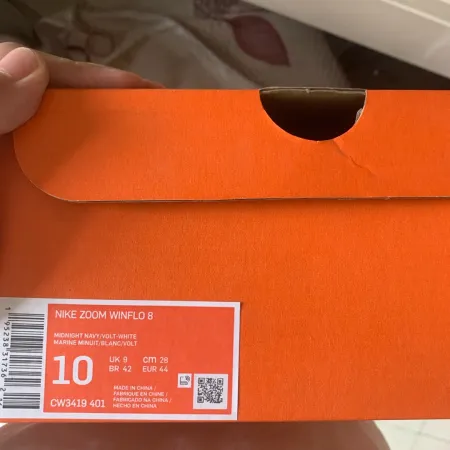 NIKE ZOOM WINFLO 8
MIDNIGHT NAVY/VOLT-WHITE
MARINE MINUIT/BLANC/VOLT
10
UK 9 CM 28
BR 42 EUR 44
MADE IN CHINA /
FABRIQUÉ EN CHINE /
FABRICADO NA CHINA /
HECHO EN CHINA
CW3419 401